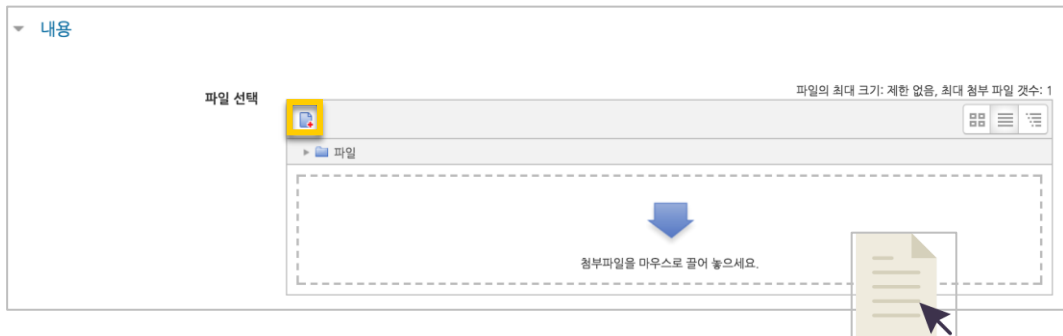 내용
파일의 최대 크기: 제한 없음, 최대 첨부 파일 갯수: 1
파일 선택
파일
첨부파일을 마우스로 끌어 놓으세요.